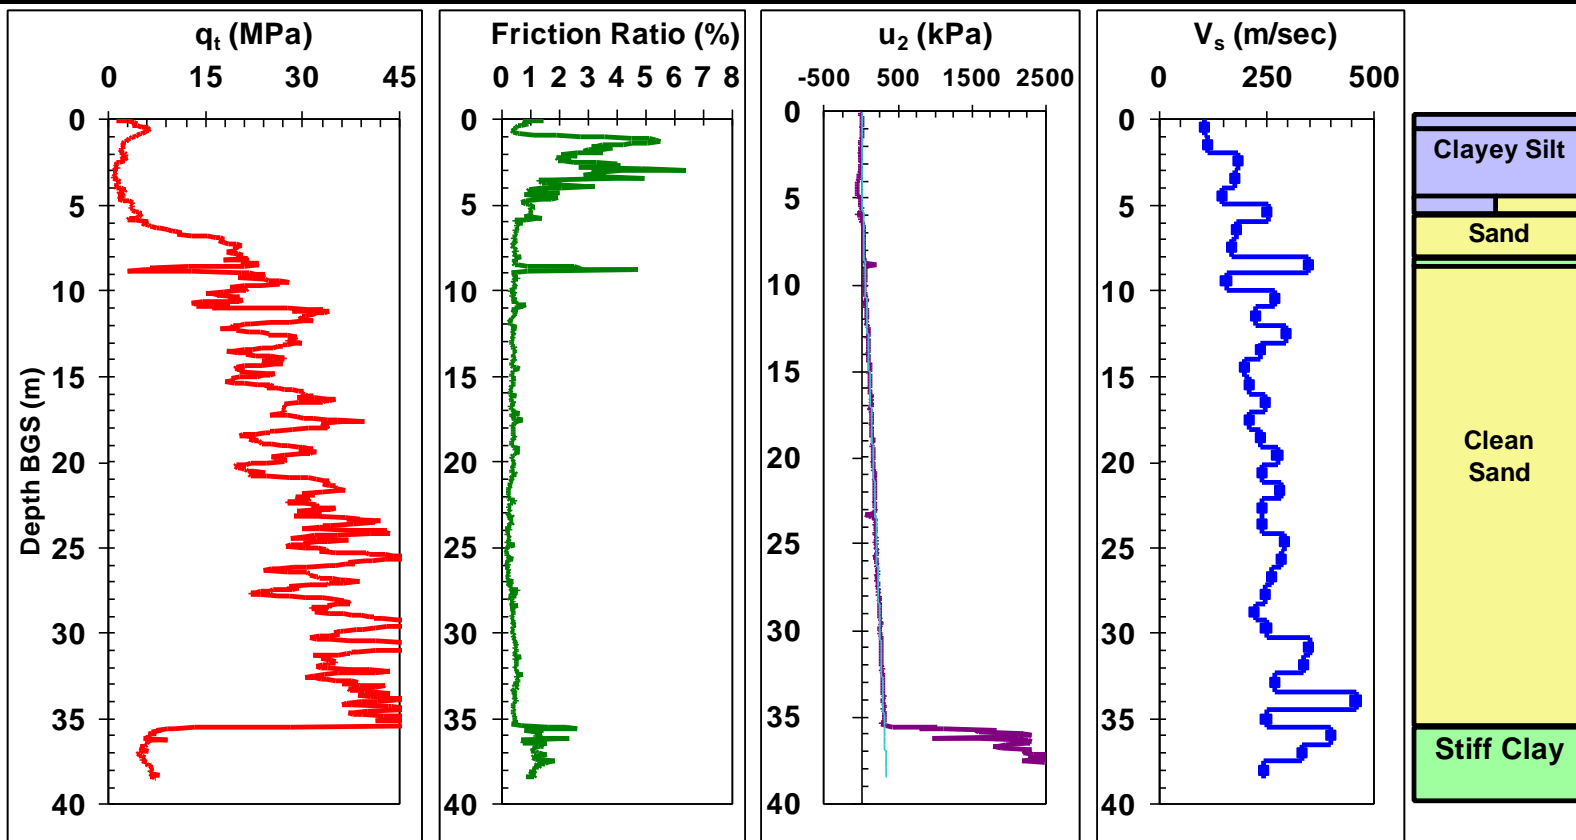 qt (MPa)
0 15 30 45
Friction Ratio (%)
0 1 2 3 4 5 6 7 8
u2 (kPa)
-500 500 1500 2500
Vs (m/sec)
0 250 500
Depth BGS (m)
0
5
10
15
20
25
30
35
40
0
5
10
15
20
25
30
35
40
0
5
10
15
20
25
30
35
40
0
5
10
15
20
25
30
35
40
Clayey Silt
Sand
Clean
Sand
Stiff Clay